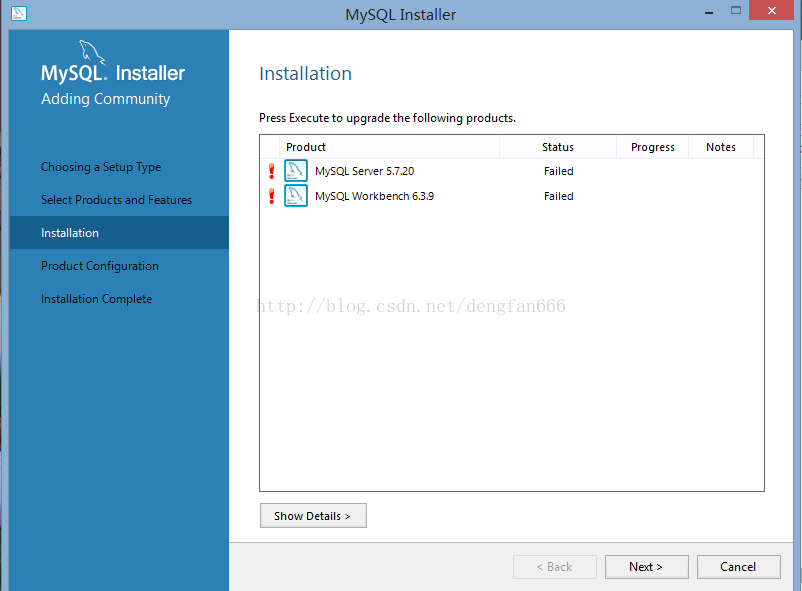 MySQL Installer
MySQL. Installer
Adding Community
Choosing a Setup Type
Select Products and Features
Installation
Product Configuration
Installation Complete
Installation
Press Execute to upgrade the following products.
Product Status Progress Notes
MySQL Server 5.7.20 Failed
MySQL Workbench 6.3.9 Failed
http://blog.csdn.net/dengfan666
Show Details >
< Back Next > Cancel